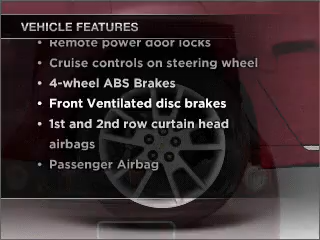 VEHICLE FEATURES
• Remote power door locks
• Cruise controls on steering wheel
• 4-wheel ABS Brakes
• Front Ventilated disc brakes
• 1st and 2nd row curtain head
airbags
• Passenger Airbag